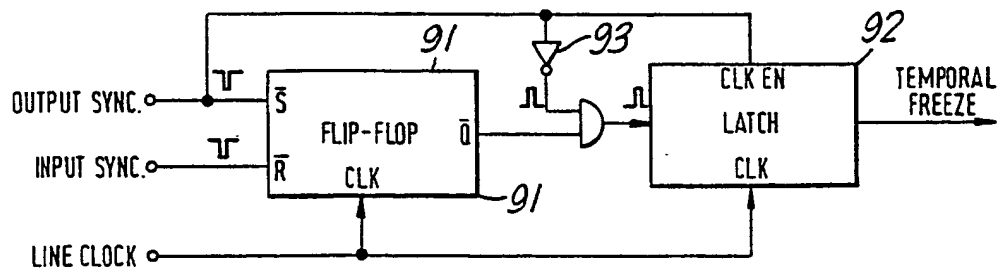 91
93
92
OUTPUT SYNC.
S̅
FLIP-FLOP
Q̅
INPUT SYNC.
R̅
CLK
91
CLK EN
LATCH
CLK
TEMPORAL
FREEZE
LINE CLOCK